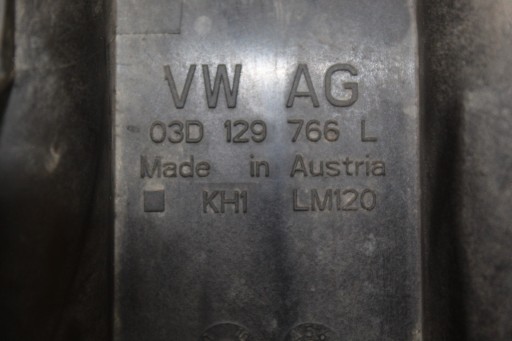 VW AG
03D 129 766 L
Made in Austria
KH1 LM120